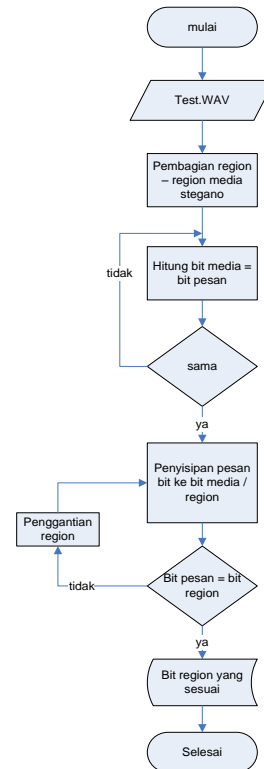 mulai
Test.WAV
Pembagian region
– region media
stegano
Hitung bit media =
bit pesan
tidak
sama
ya
Penyisipan pesan
bit ke bit media /
region
Penggantian
region
Bit pesan = bit
region
tidak
ya
Bit region yang
sesuai
Selesai